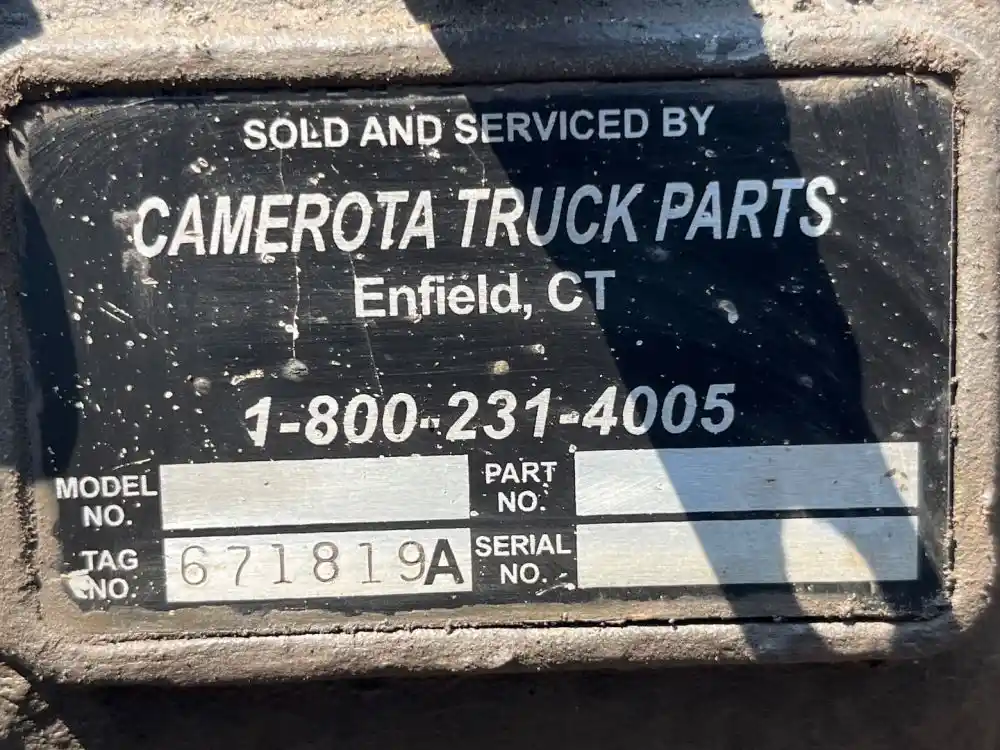 SOLD AND SERVICED BY
CAMEROTA TRUCK PARTS
Enfield, CT
1-800-231-4005
MODEL NO.
PART NO.
TAG NO. 671819A
SERIAL NO.